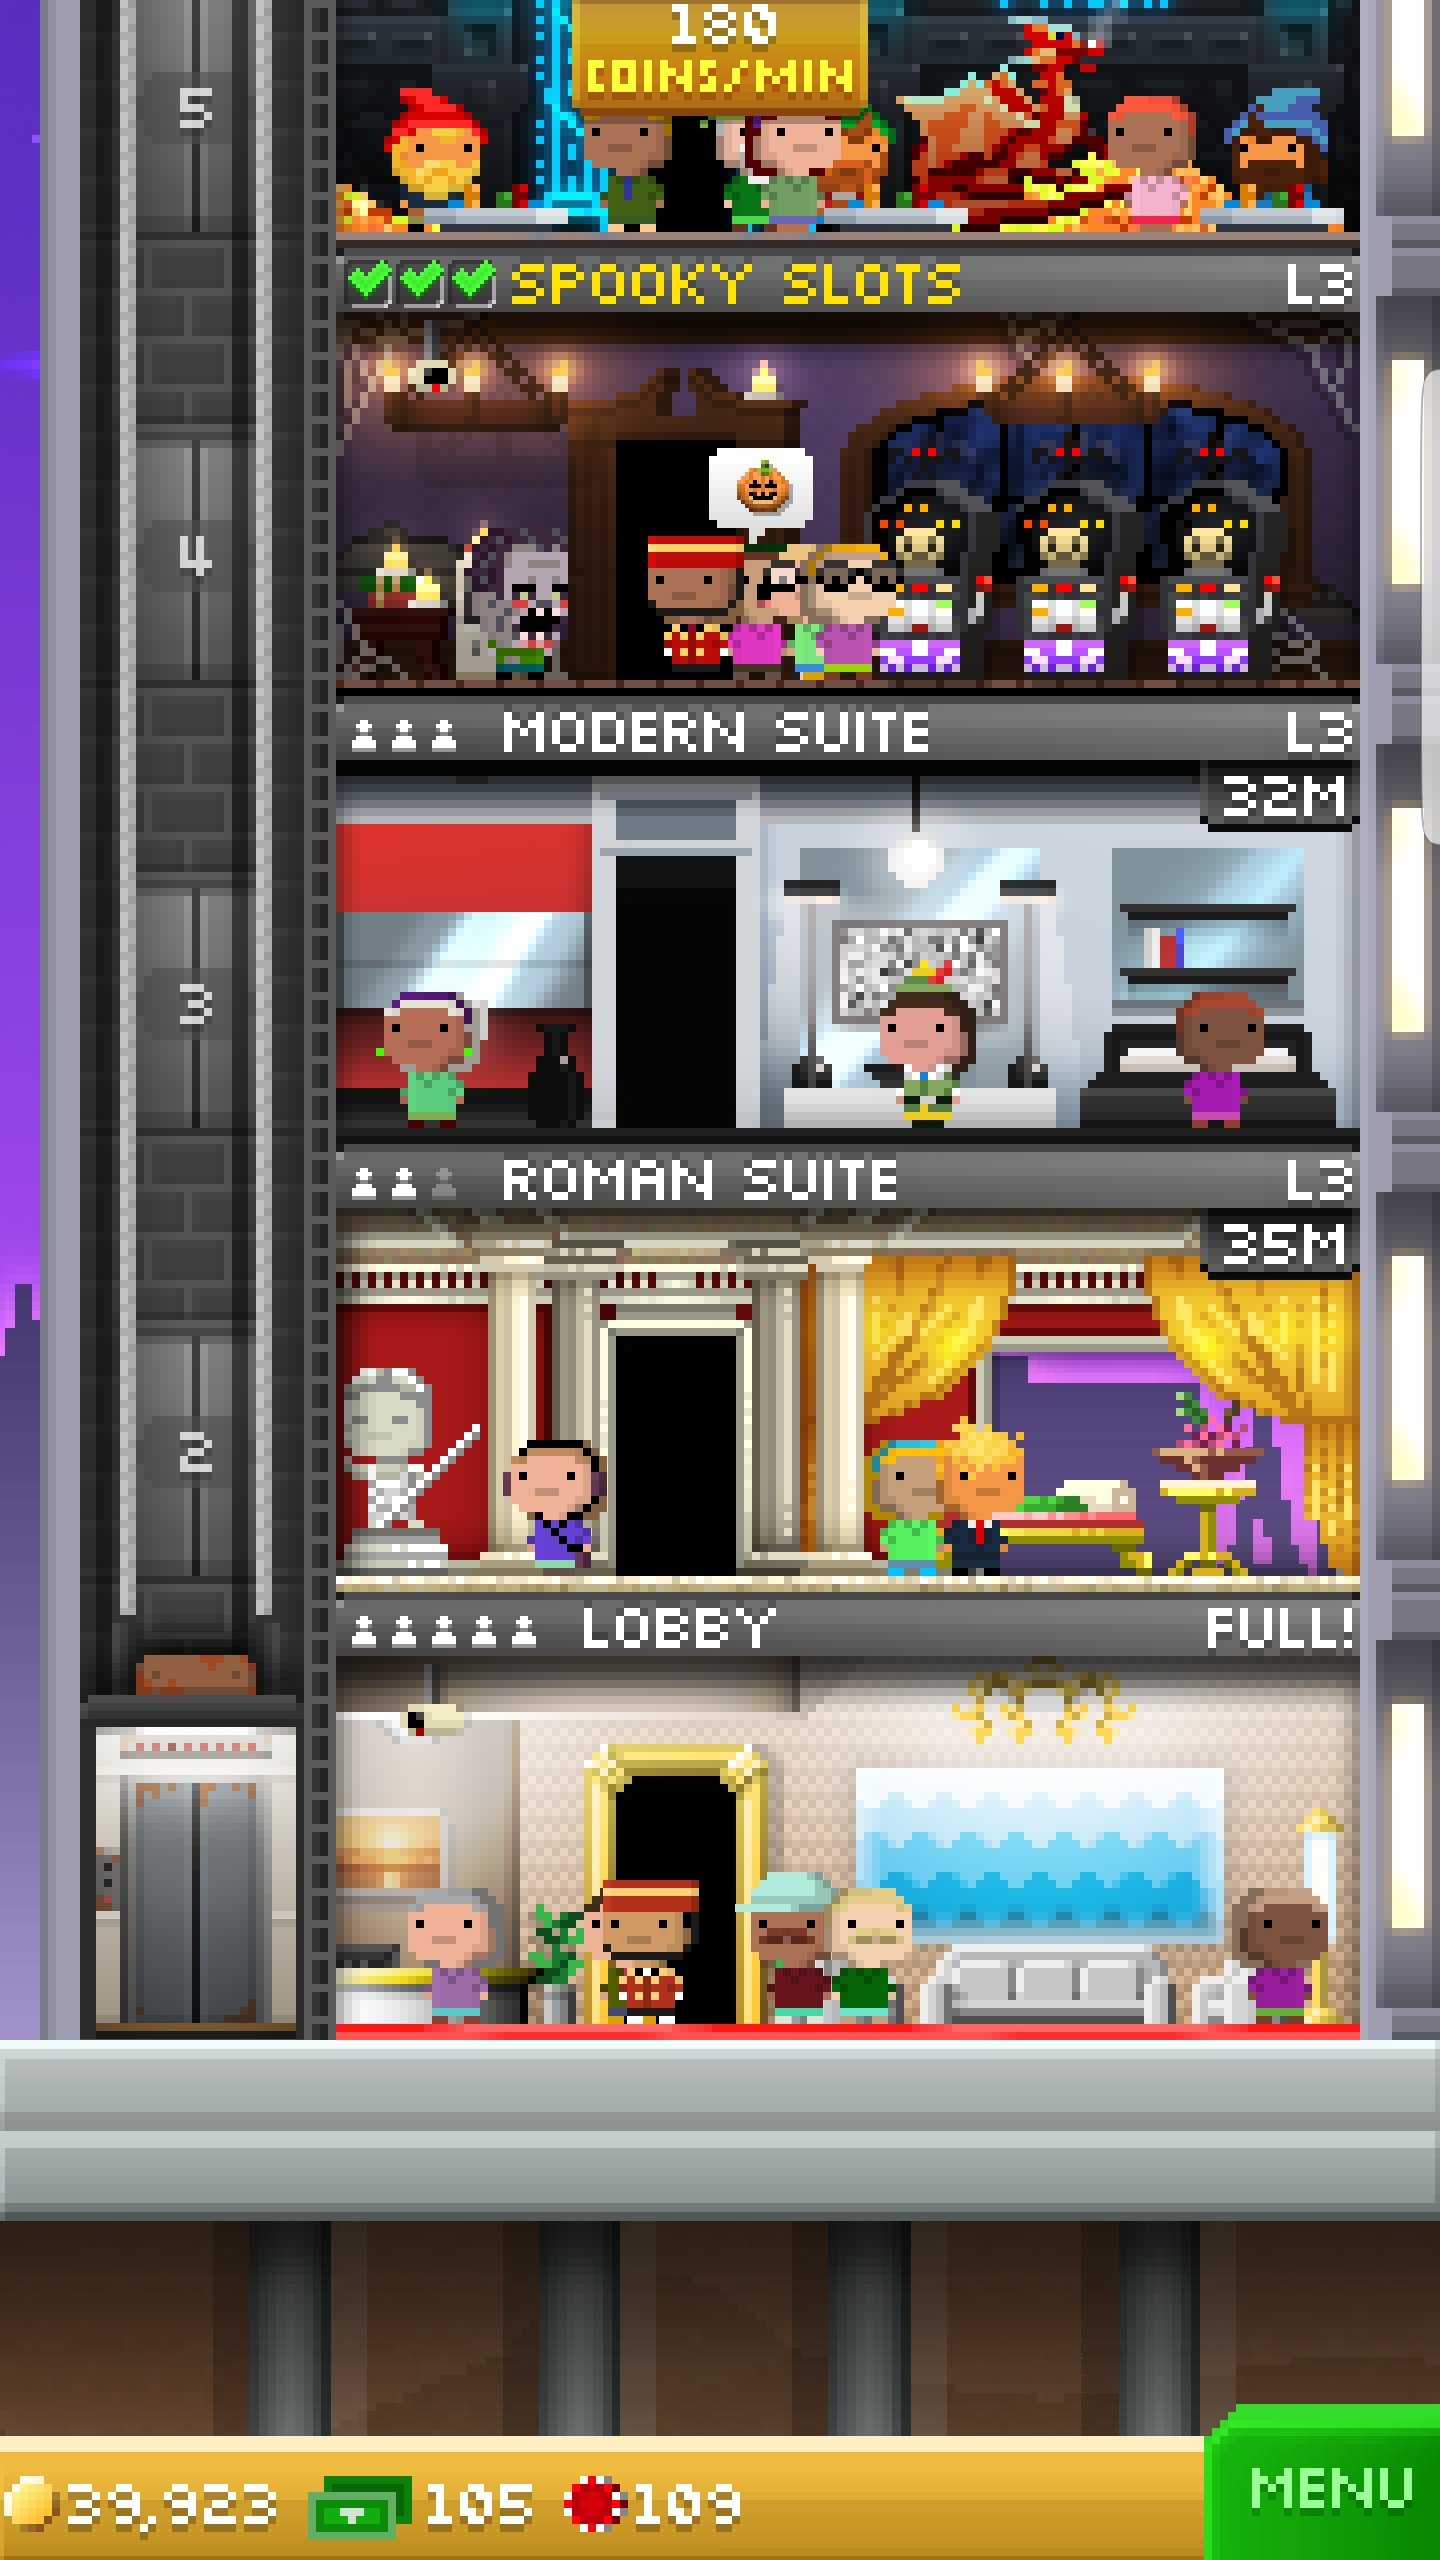 180
COINS/MIN
5
SPOOKY SLOTS L3
4
MODERN SUITE L3
32M
3
ROMAN SUITE L3
35M
2
LOBBY FULL!
39,923 105 109
MENU